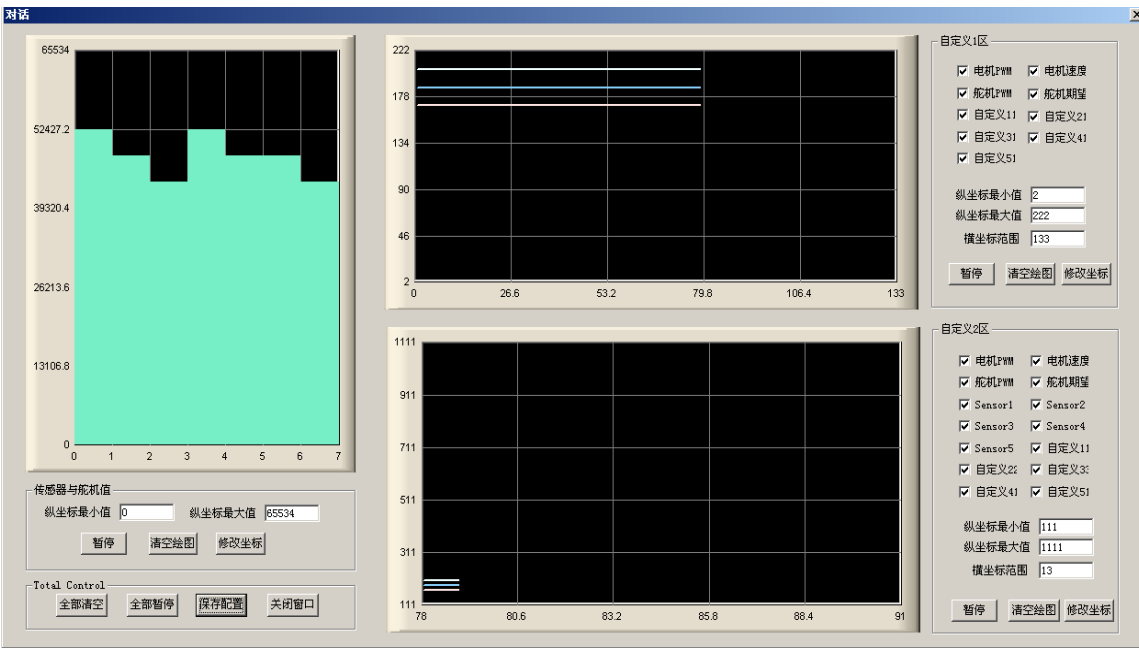 对话
65534
52427.2
39320.4
26213.6
13106.8
0
0 1 2 3 4 5 6 7
传感器与舵机值
纵坐标最小值 0 纵坐标最大值 65534
暂停 清空绘图 修改坐标
Total Control
全部清空 全部暂停 保存配置 关闭窗口
222
178
134
90
46
2
0 26.6 53.2 79.8 106.4 133
1111
911
711
511
311
111
78 80.6 83.2 85.8 88.4 91
自定义1区
电机PWM 电机速度
舵机PWM 舵机期望
自定义11 自定义21
自定义31 自定义41
自定义51
纵坐标最小值 2
纵坐标最大值 222
横坐标范围 133
暂停 清空绘图 修改坐标
自定义2区
电机PWM 电机速度
舵机PWM 舵机期望
Sensor1 Sensor2
Sensor3 Sensor4
Sensor5 自定义11
自定义22 自定义33
自定义41 自定义51
纵坐标最小值 111
纵坐标最大值 1111
横坐标范围 13
暂停 清空绘图 修改坐标